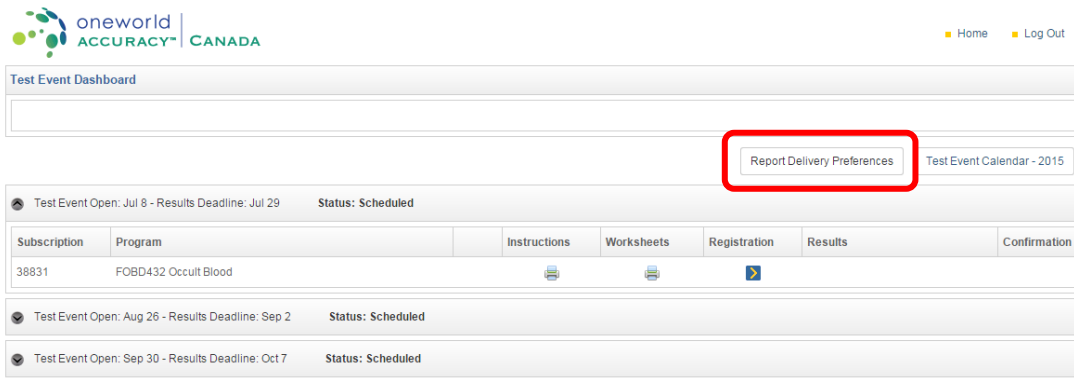 oneworld
ACCURACY™ CANADA
Home Log Out
Test Event Dashboard
Report Delivery Preferences Test Event Calendar - 2015
Test Event Open: Jul 8 - Results Deadline: Jul 29 Status: Scheduled
Subscription Program Instructions Worksheets Registration Results Confirmation
38831 FOBD432 Occult Blood
Test Event Open: Aug 26 - Results Deadline: Sep 2 Status: Scheduled
Test Event Open: Sep 30 - Results Deadline: Oct 7 Status: Scheduled